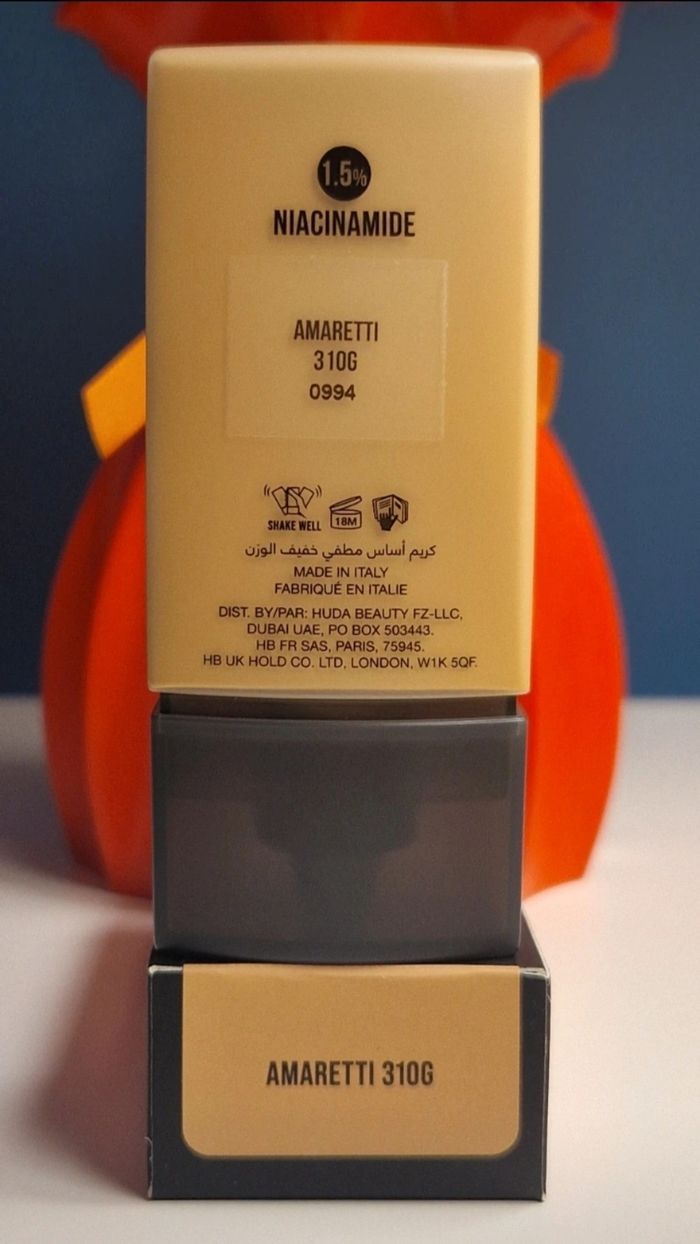 1.5%
NIACINAMIDE
AMARETTI
310G
0994
SHAKE WELL
18M
كريم أساس مطفي خفيف الوزن
MADE IN ITALY
FABRIQUÉ EN ITALIE
DIST. BY/PAR: HUDA BEAUTY FZ-LLC,
DUBAI UAE, PO BOX 503443.
HB FR SAS, PARIS, 75945.
HB UK HOLD CO. LTD, LONDON, W1K 5QF.
AMARETTI 310G